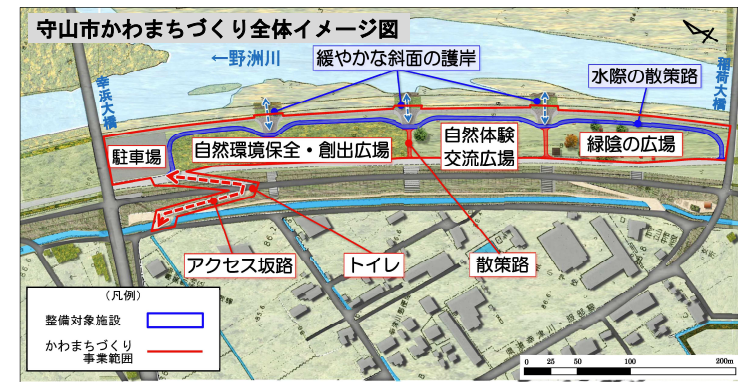 守山市かわまちづくり全体イメージ図
←野洲川
緩やかな斜面の護岸
水際の散策路
幸浜大橋
稲荷大橋
駐車場
自然環境保全・創出広場
自然体験
交流広場
緑陰の広場
アクセス坂路
トイレ
散策路
(凡例)
整備対象施設
かわまちづくり
事業範囲
0 25 50 100 200m